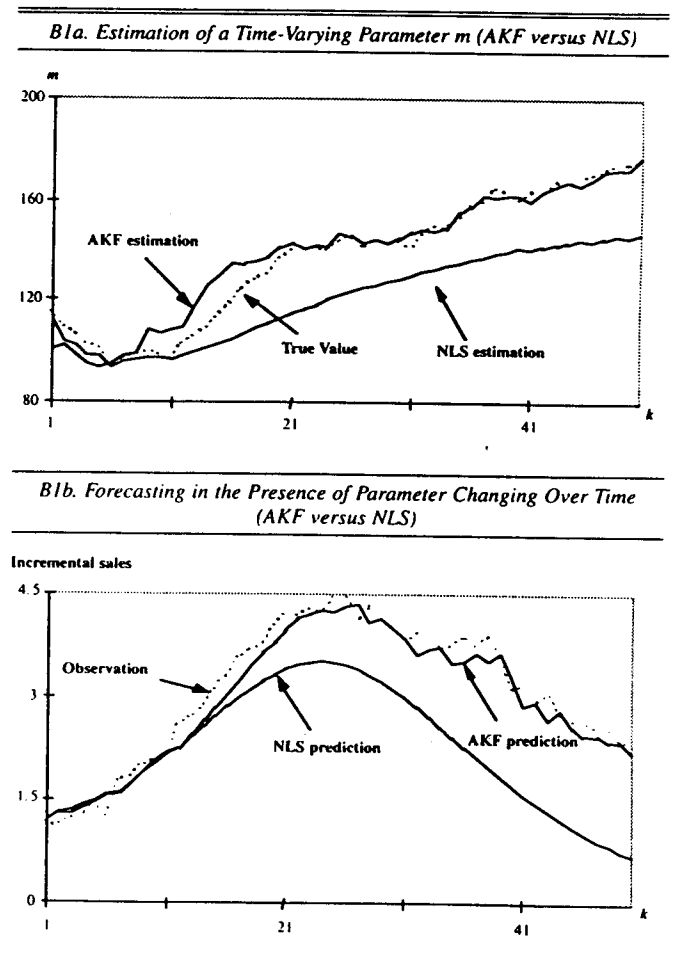 B1a. Estimation of a Time-Varying Parameter m (AKF versus NLS)
m
200
160
AKF estimation
120
True Value
NLS estimation
80
1
21
41
k
B1b. Forecasting in the Presence of Parameter Changing Over Time
(AKF versus NLS)
Incremental sales
4.5
Observation
3
NLS prediction
AKF prediction
1.5
0
1
21
41
k